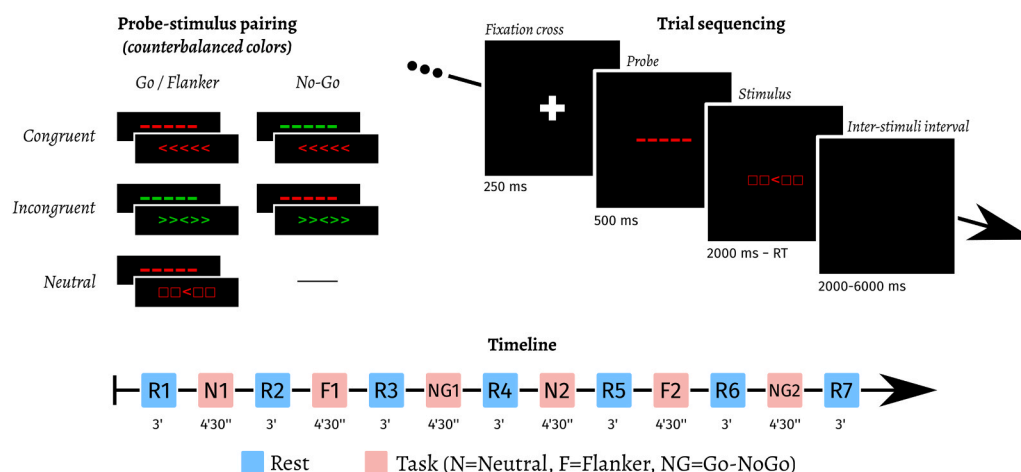 Probe-stimulus pairing
(counterbalanced colors)
Go / Flanker
No-Go
Congruent
<<<<<
<<<<<
Incongruent
>><>>
>><>>
Neutral
□□<□□
Trial sequencing
Fixation cross
250 ms
Probe
500 ms
Stimulus
□□<□□
2000 ms – RT
Inter-stimuli interval
2000-6000 ms
Timeline
R1 N1 R2 F1 R3 NG1 R4 N2 R5 F2 R6 NG2 R7
3' 4'30'' 3' 4'30'' 3' 4'30'' 3' 4'30'' 3' 4'30'' 3' 4'30'' 3'
Rest Task (N=Neutral, F=Flanker, NG=Go-NoGo)